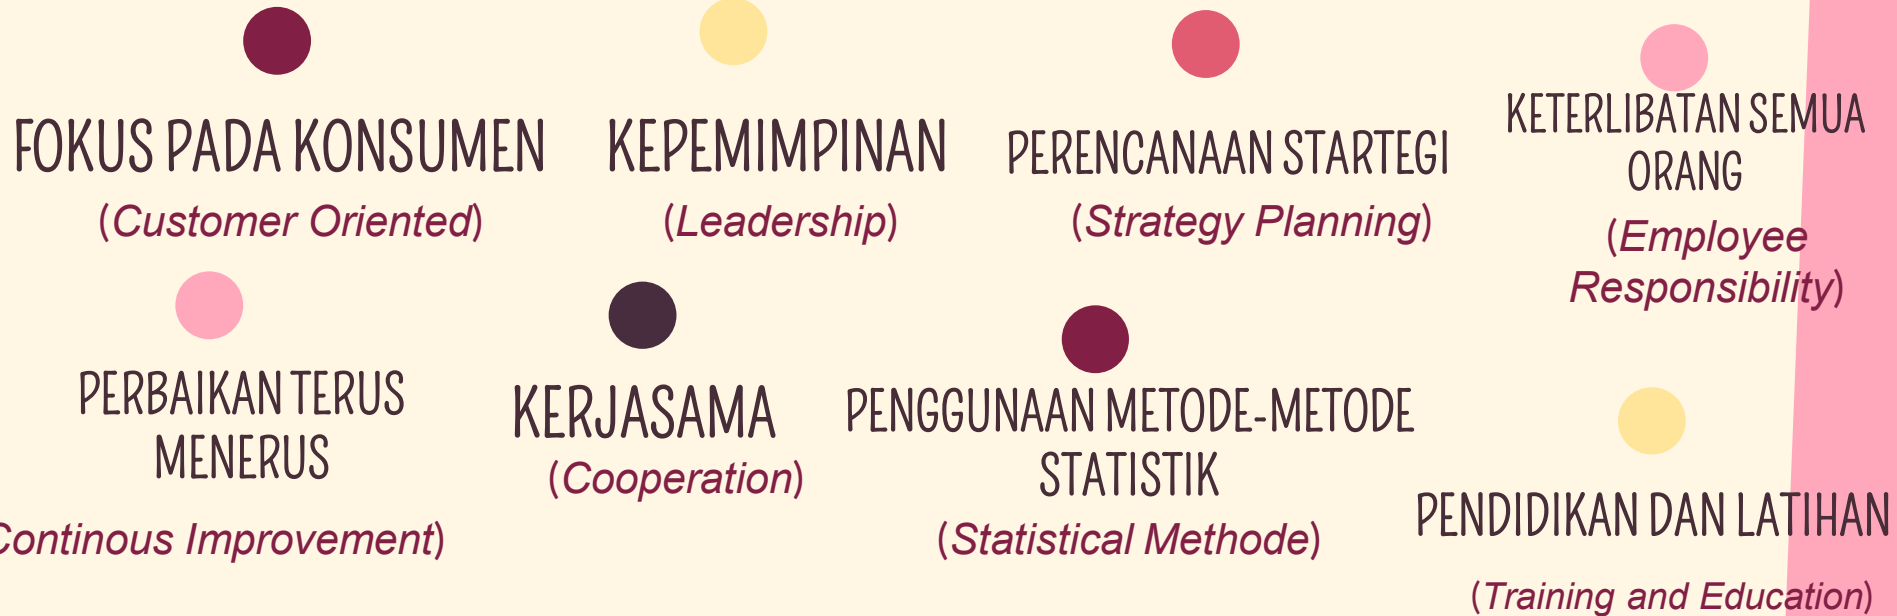 FOKUS PADA KONSUMEN
(Customer Oriented)
KEPEMIMPINAN
(Leadership)
PERENCANAAN STARTEGI
(Strategy Planning)
KETERLIBATAN SEMUA
ORANG
(Employee
Responsibility)
PERBAIKAN TERUS
MENERUS
Continous Improvement)
KERJASAMA
(Cooperation)
PENGGUNAAN METODE-METODE
STATISTIK
(Statistical Methode)
PENDIDIKAN DAN LATIHAN
(Training and Education)